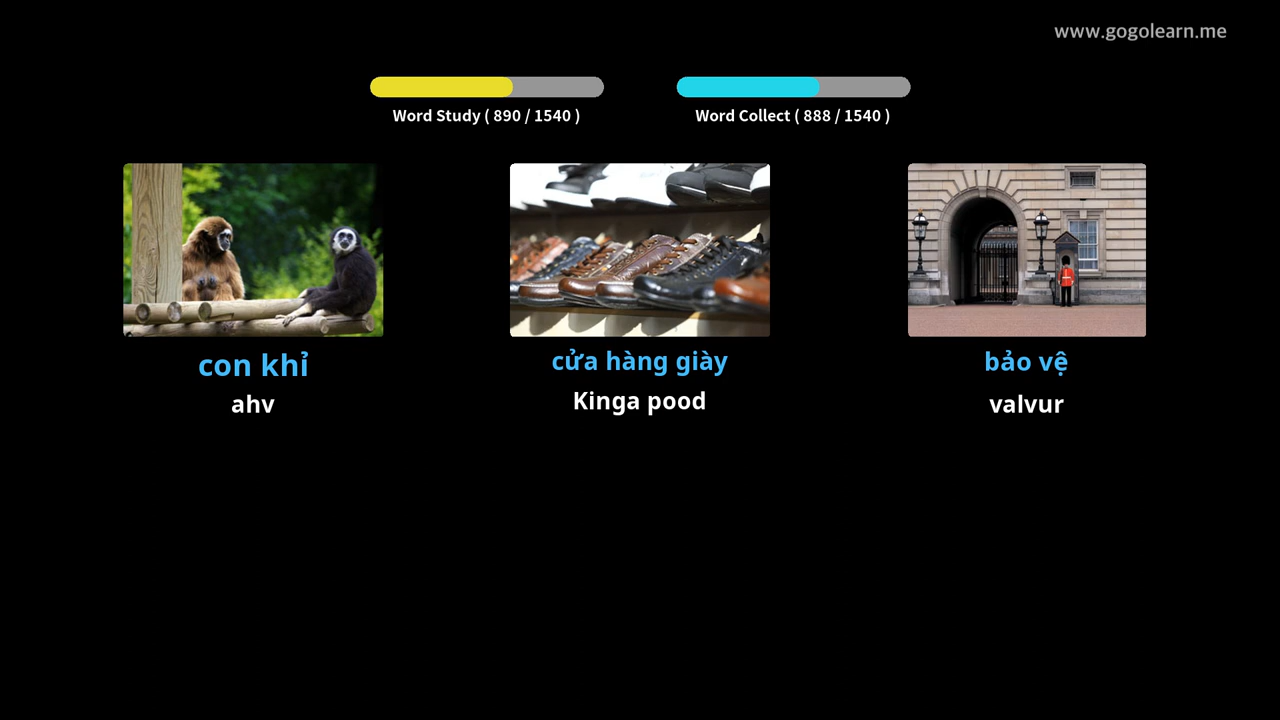 www.gogolearn.me
Word Study ( 890 / 1540 )
Word Collect ( 888 / 1540 )
con khỉ
ahv
cửa hàng giày
Kinga pood
bảo vệ
valvur